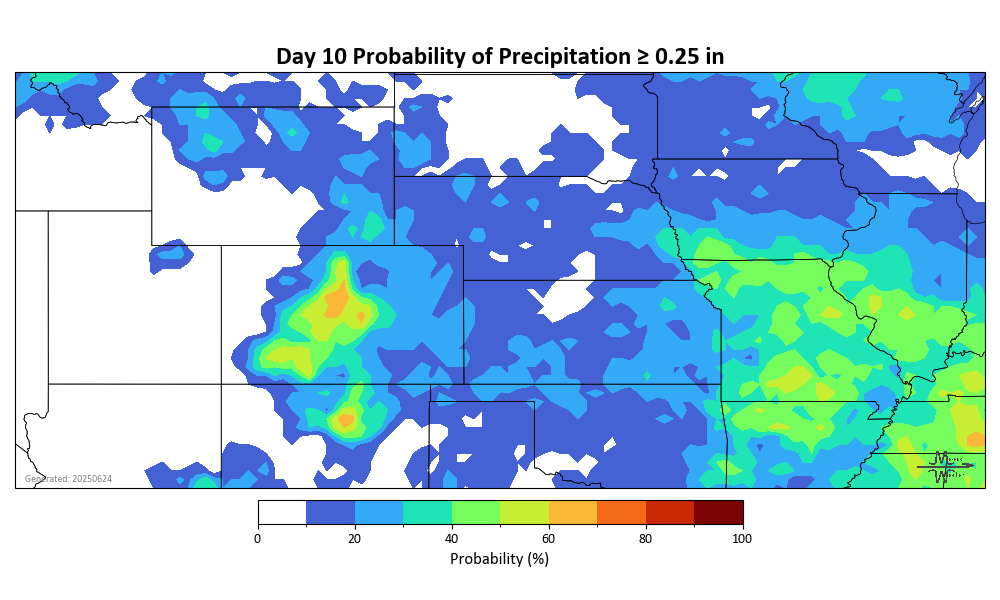 Day 10 Probability of Precipitation ≥ 0.25 in
Generated: 20250624
0 20 40 60 80 100
Probability (%)